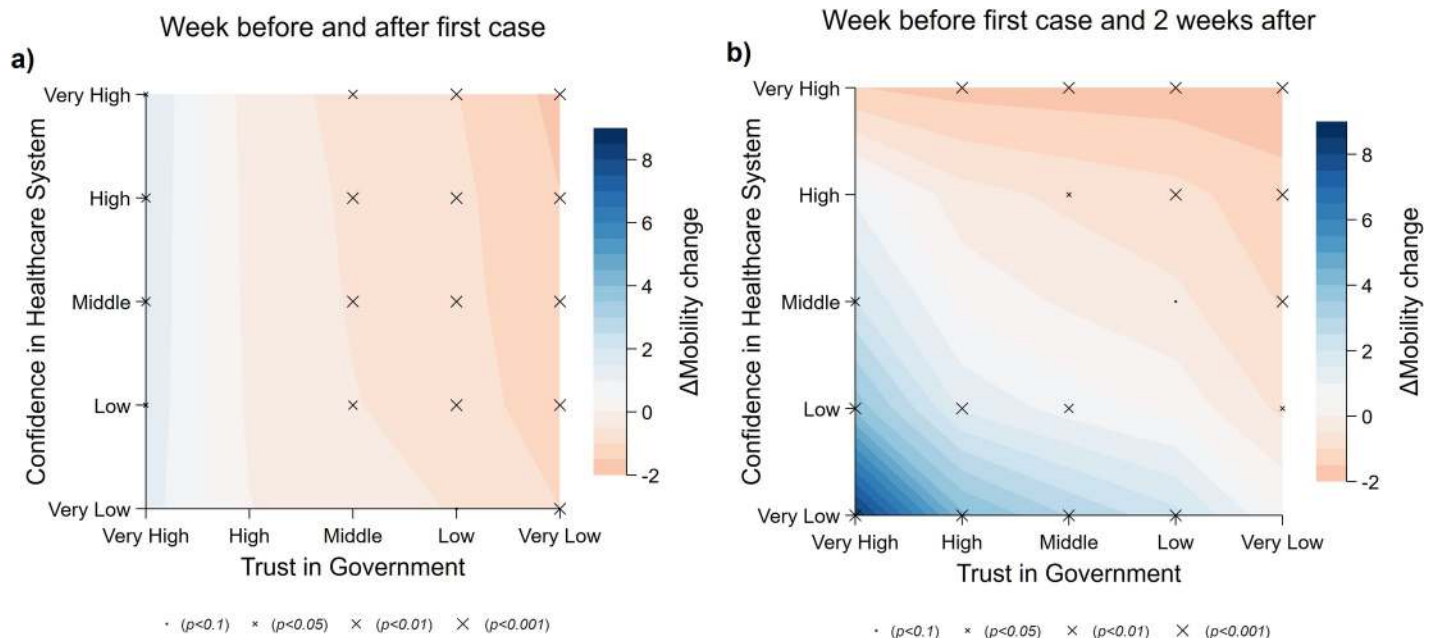 Week before and after first case
a)
Very High
High
Middle
Low
Very Low
Confidence in Healthcare System
Very High High Middle Low Very Low
Trust in Government
8
6
4
2
0
-2
ΔMobility change
· (p<0.1) × (p<0.05) × (p<0.01) × (p<0.001)
Week before first case and 2 weeks after
b)
Very High
High
Middle
Low
Very Low
Confidence in Healthcare System
Very High High Middle Low Very Low
Trust in Government
8
6
4
2
0
-2
ΔMobility change
· (p<0.1) × (p<0.05) × (p<0.01) × (p<0.001)